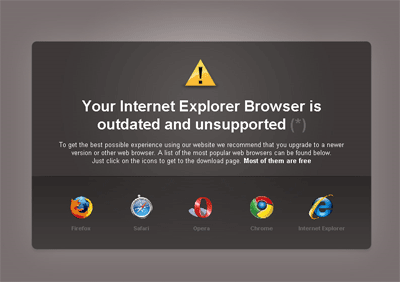 Your Internet Explorer Browser is
outdated and unsupported (*)
To get the best possible experience using our website we recommend that you upgrade to a newer
version or other web browser. A list of the most popular web browsers can be found below.
Just click on the icons to get to the download page. Most of them are free
Firefox Safari Opera Chrome Internet Explorer